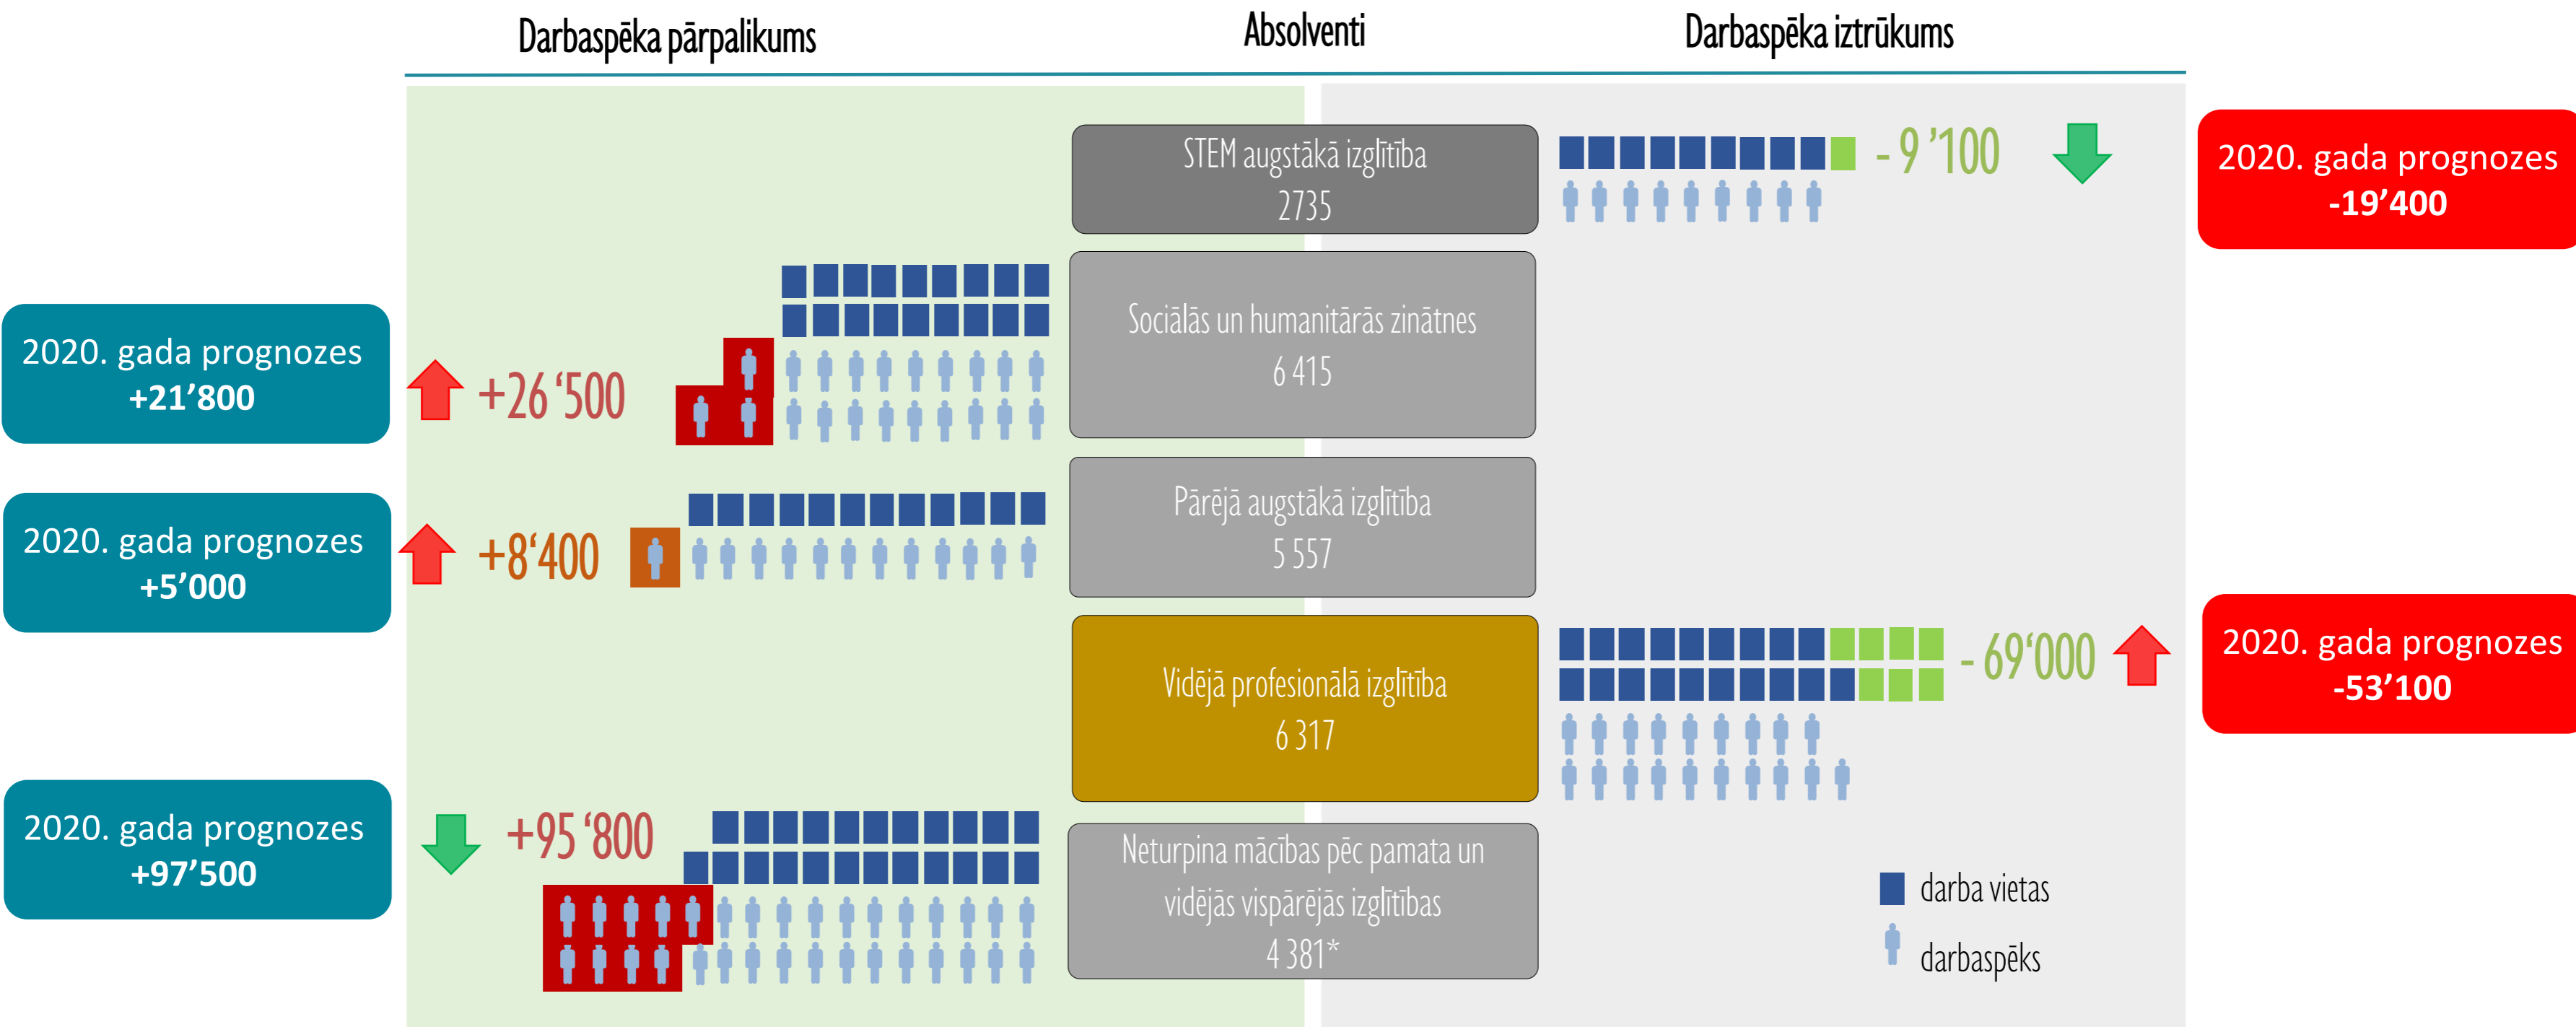 Darbaspēka pārpalikums
Absolventi
Darbaspēka iztrūkums
STEM augstākā izglītība
2735
- 9 '100
2020. gada prognozes
-19’400
2020. gada prognozes
+21’800
+26 ‘500
Sociālās un humanitārās zinātnes
6 415
2020. gada prognozes
+5’000
+8‘400
Pārējā augstākā izglītība
5 557
Vidējā profesionālā izglītība
6 317
- 69‘000
2020. gada prognozes
-53’100
2020. gada prognozes
+97’500
+95 ‘800
Neturpina mācības pēc pamata un
vidējās vispārējās izglītības
4 381*
darba vietas
darbaspēks